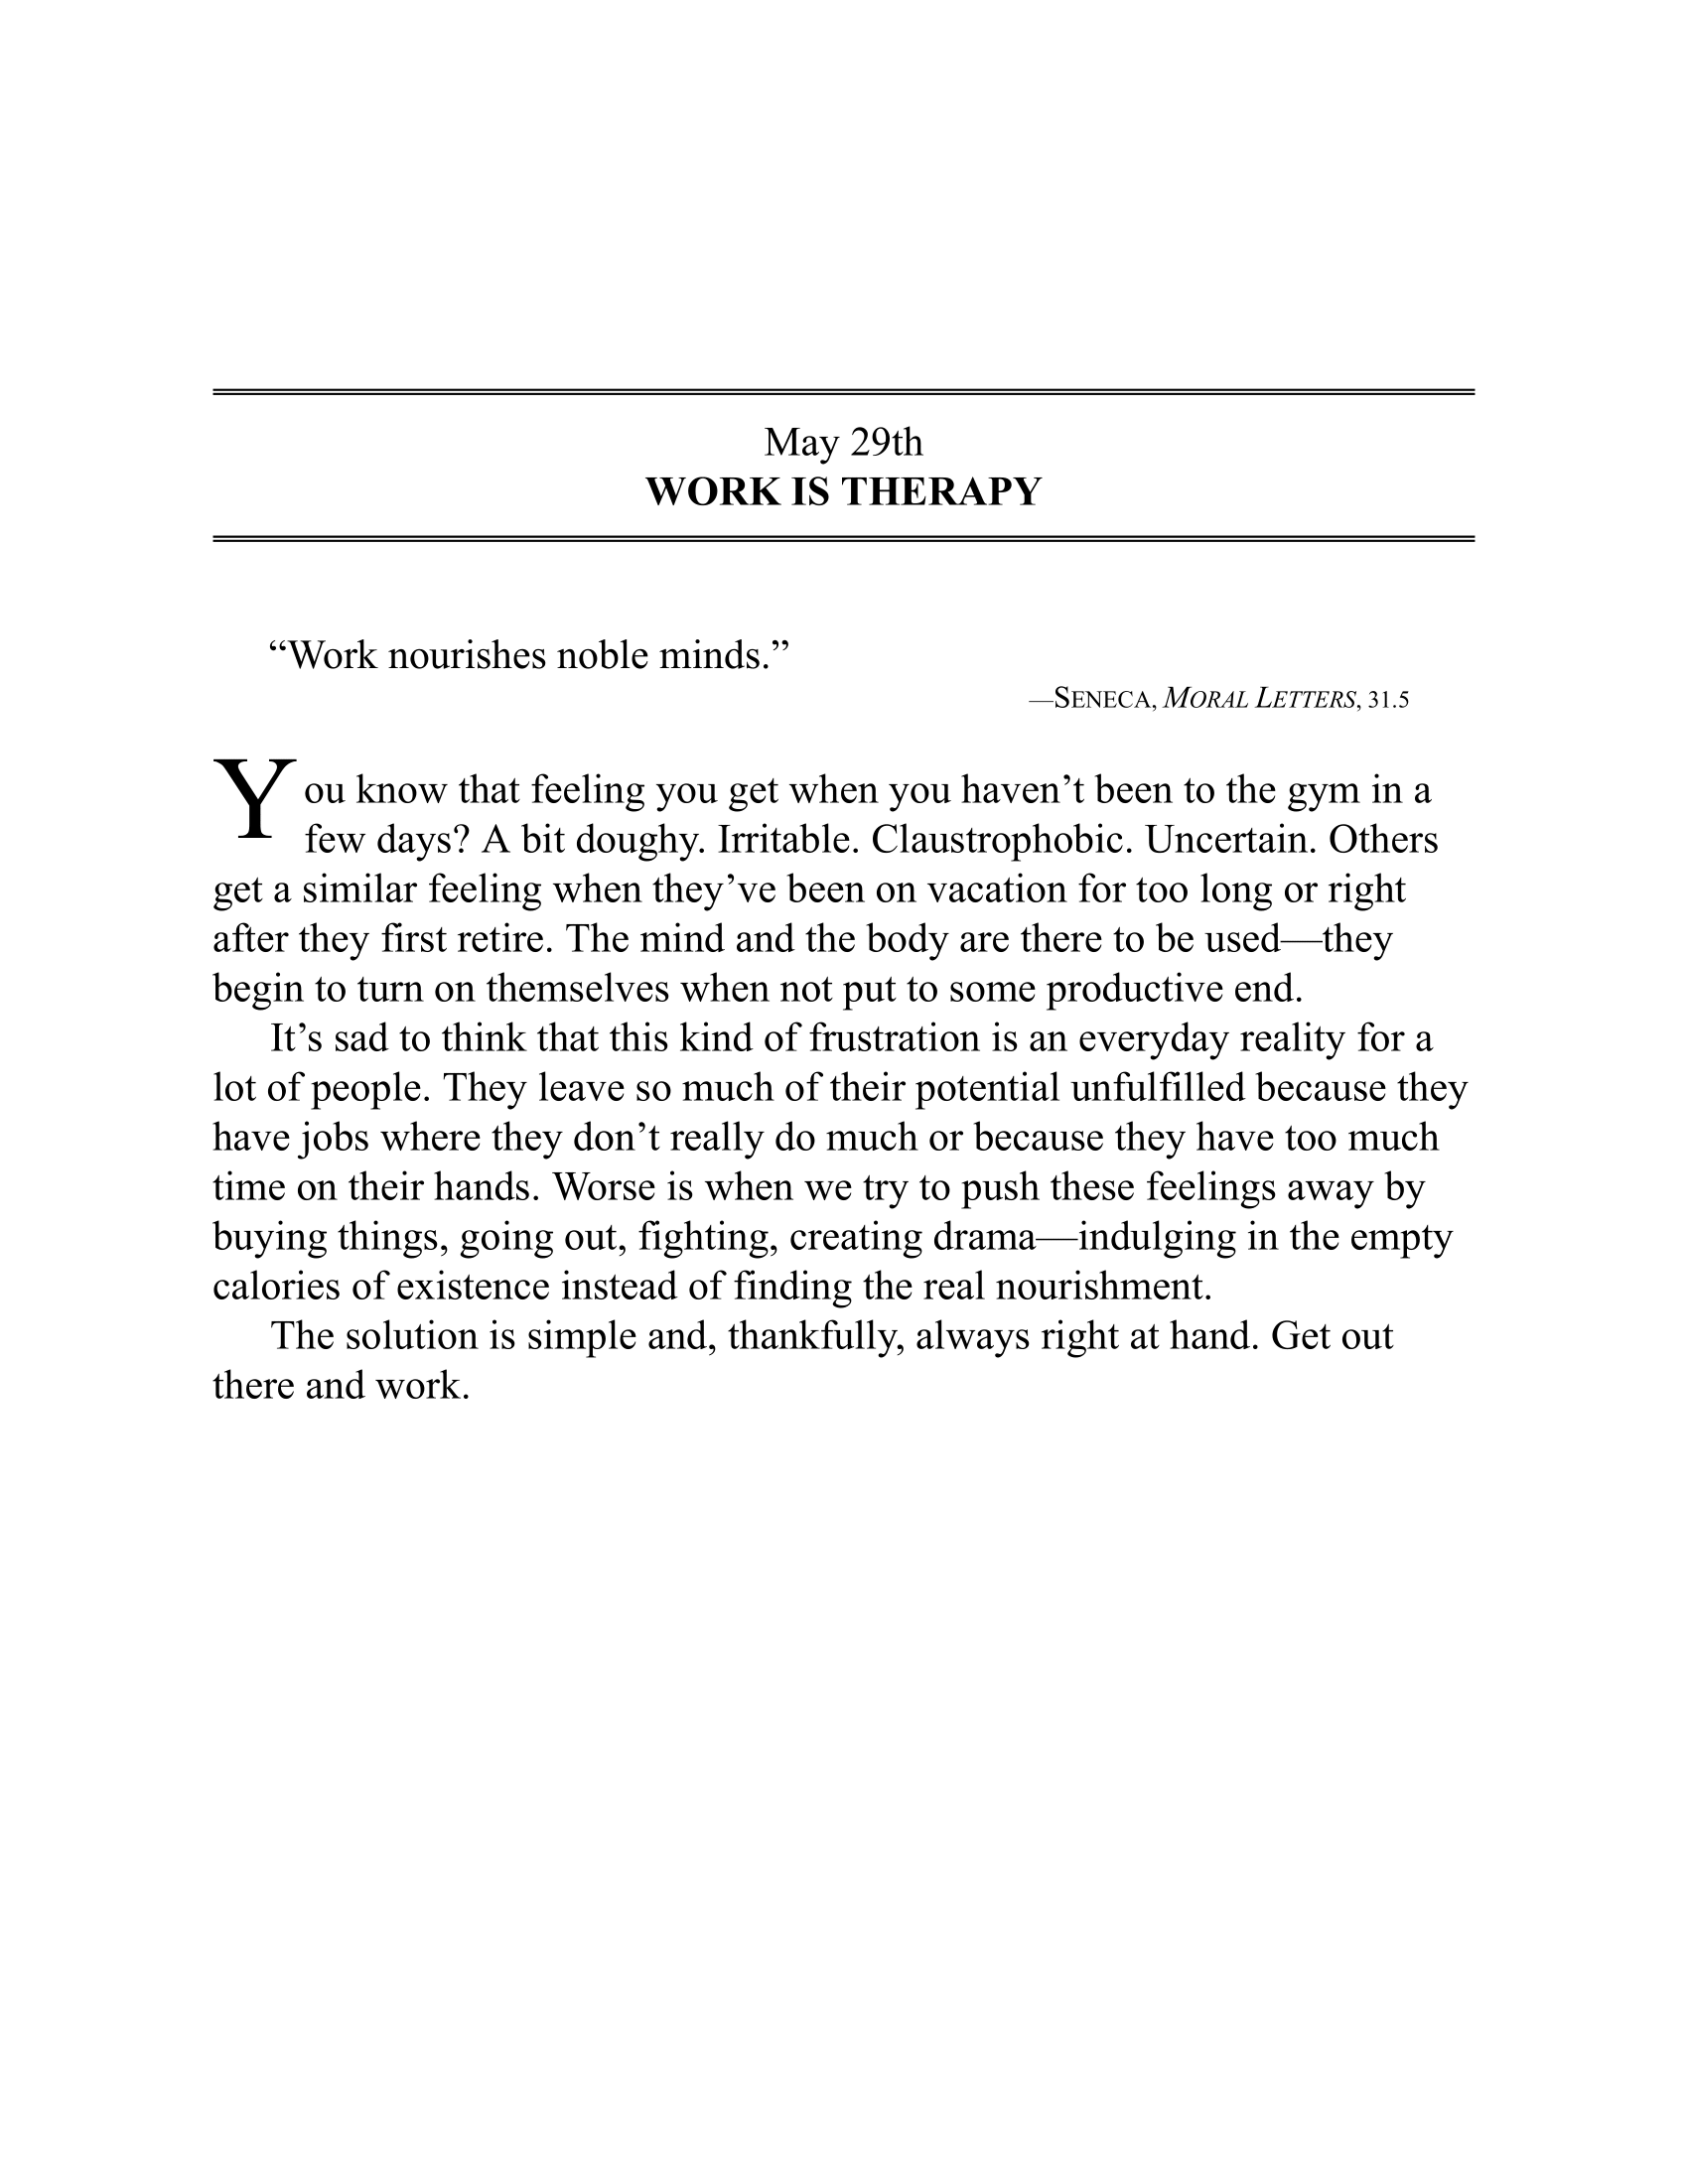 May 29th
WORK IS THERAPY
“Work nourishes noble minds.”
—SENECA, MORAL LETTERS, 31.5
You know that feeling you get when you haven’t been to the gym in a
few days? A bit doughy. Irritable. Claustrophobic. Uncertain. Others
get a similar feeling when they’ve been on vacation for too long or right
after they first retire. The mind and the body are there to be used—they
begin to turn on themselves when not put to some productive end.
It’s sad to think that this kind of frustration is an everyday reality for a
lot of people. They leave so much of their potential unfulfilled because they
have jobs where they don’t really do much or because they have too much
time on their hands. Worse is when we try to push these feelings away by
buying things, going out, fighting, creating drama—indulging in the empty
calories of existence instead of finding the real nourishment.
The solution is simple and, thankfully, always right at hand. Get out
there and work.